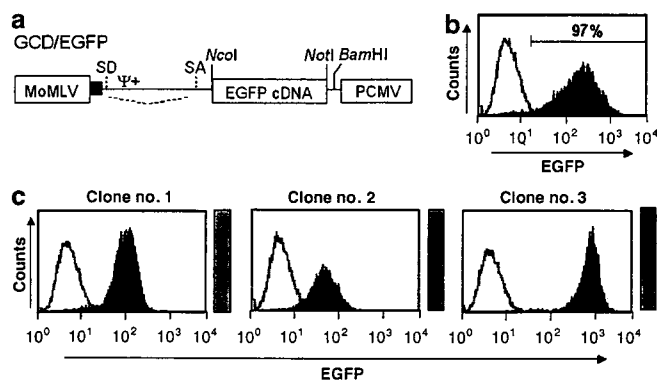 a
GCD/EGFP
NcoI
NotI BamHI
SD Ψ+ SA
MoMLV
EGFP cDNA
PCMV
b
97%
Counts
10⁰ 10¹ 10² 10³ 10⁴
EGFP
c
Clone no. 1
Clone no. 2
Clone no. 3
Counts
10⁰ 10¹ 10² 10³ 10⁴
10⁰ 10¹ 10² 10³ 10⁴
10⁰ 10¹ 10² 10³ 10⁴
EGFP